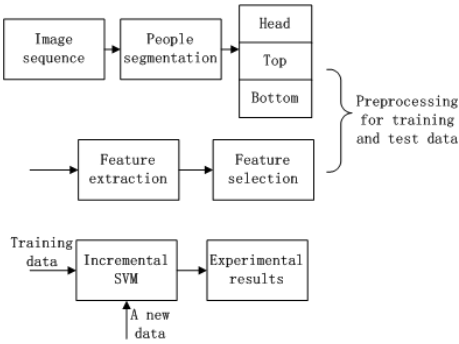 Image
sequence
People
segmentation
Head
Top
Bottom
Preprocessing
for training
and test data
Feature
extraction
Feature
selection
Training
data
Incremental
SVM
Experimental
results
A new
data